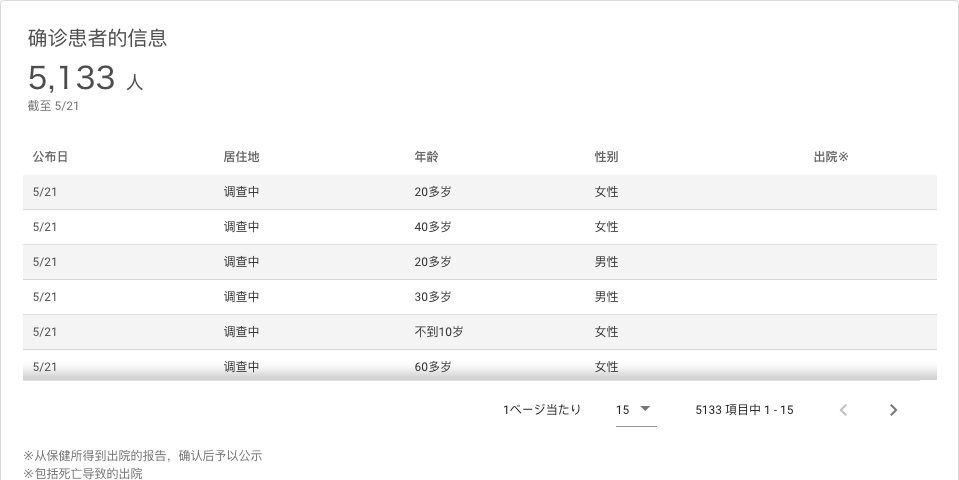 确诊患者的信息
5,133 人
截至 5/21
公布日 居住地 年龄 性别 出院※
5/21 调查中 20多岁 女性
5/21 调查中 40多岁 女性
5/21 调查中 20多岁 男性
5/21 调查中 30多岁 男性
5/21 调查中 不到10岁 女性
5/21 调查中 60多岁 女性
1ページ当たり 15 5133 項目中 1 - 15
※从保健所得到出院的报告，确认后予以公示
※包括死亡导致的出院